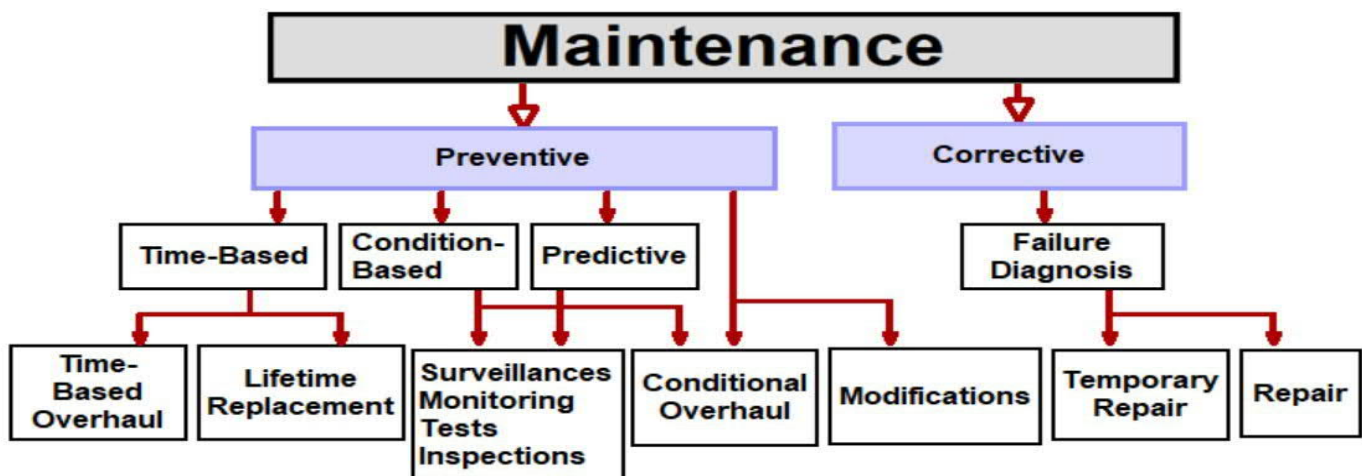 Maintenance
Preventive
Corrective
Time-Based
Condition-
Based
Predictive
Failure
Diagnosis
Time-
Based
Overhaul
Lifetime
Replacement
Surveillances
Monitoring
Tests
Inspections
Conditional
Overhaul
Modifications
Temporary
Repair
Repair